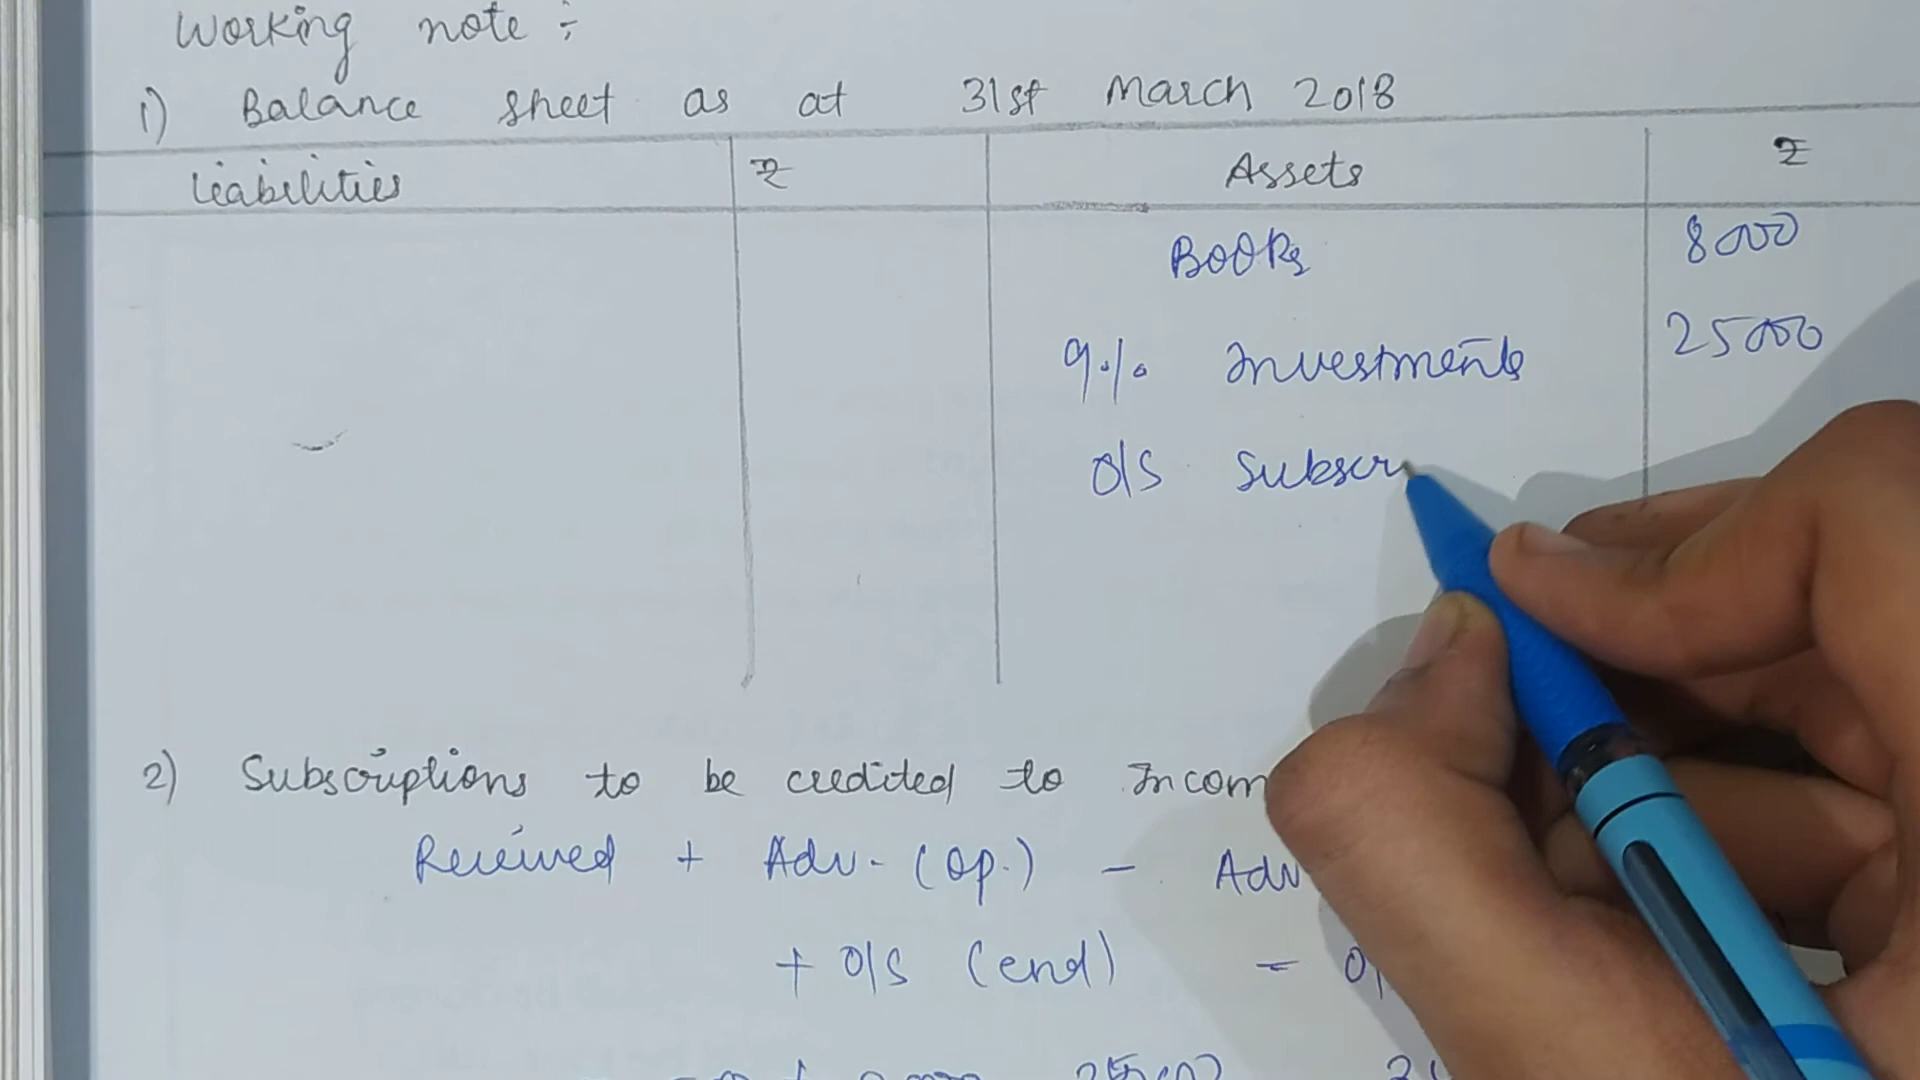 Working note :
1) Balance sheet as at 31st March 2018
Liabilities ₹ Assets ₹
Books 8000
9% Investments 25000
O/S Subscr
2) Subscriptions to be credited to Incom
Received + Adv. (op.) - Adv
+ O/S (end) -